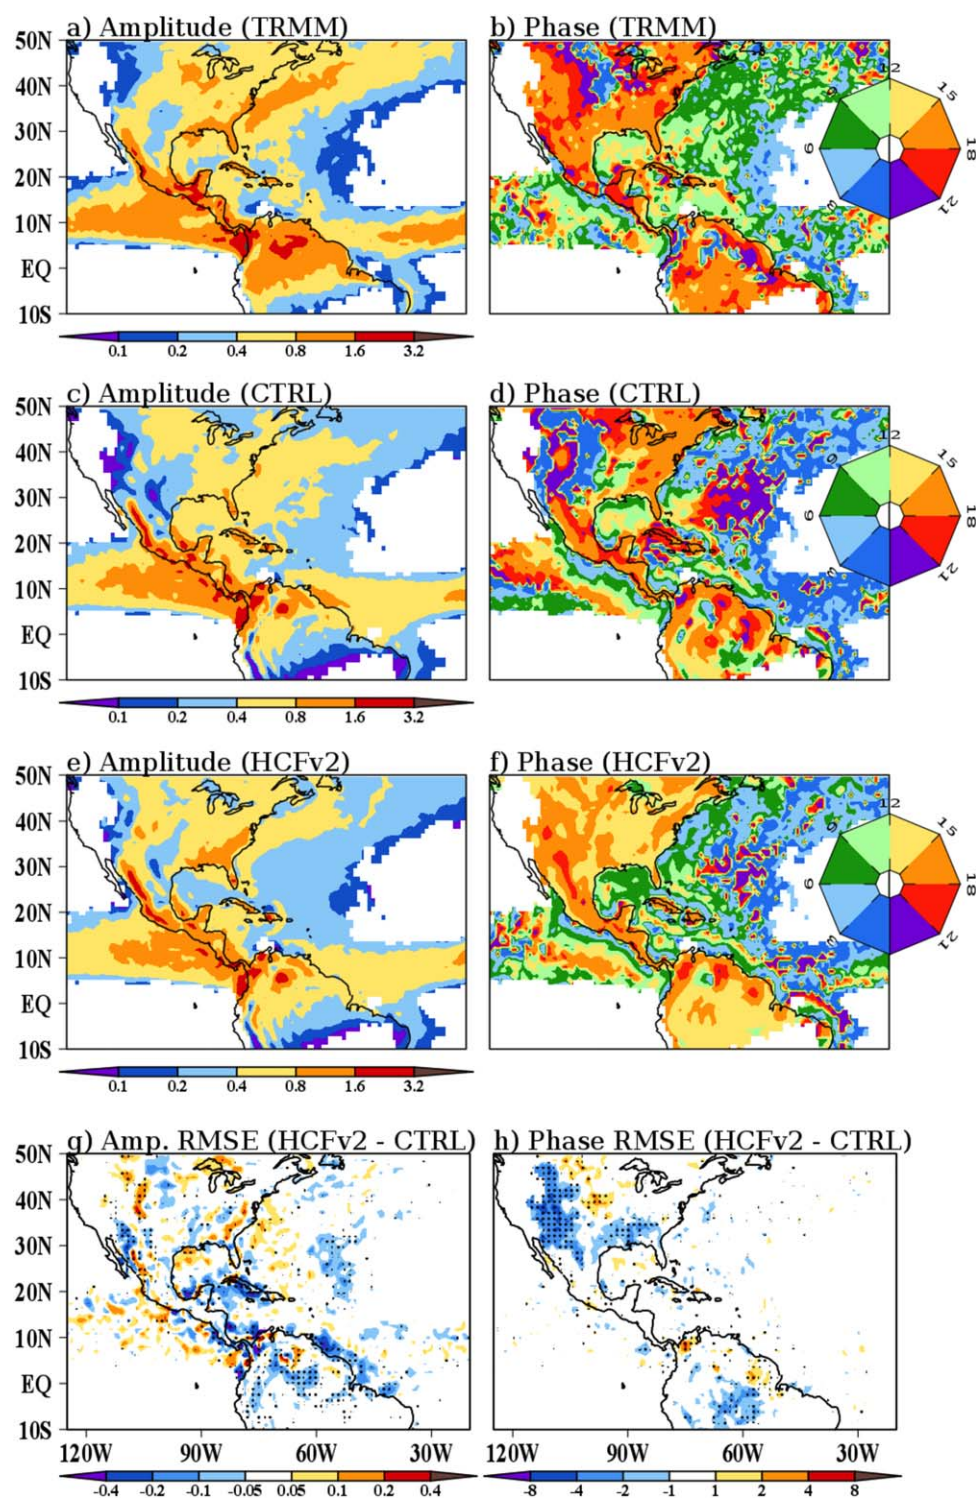 a) Amplitude (TRMM)
b) Phase (TRMM)
50N
40N
30N
20N
10N
EQ
10S
12
15
18
21
3
6
9
0.1 0.2 0.4 0.8 1.6 3.2
c) Amplitude (CTRL)
d) Phase (CTRL)
50N
40N
30N
20N
10N
EQ
10S
12
15
18
21
3
6
9
0.1 0.2 0.4 0.8 1.6 3.2
e) Amplitude (HCFv2)
f) Phase (HCFv2)
50N
40N
30N
20N
10N
EQ
10S
12
15
18
21
3
6
9
0.1 0.2 0.4 0.8 1.6 3.2
g) Amp. RMSE (HCFv2 - CTRL)
h) Phase RMSE (HCFv2 - CTRL)
50N
40N
30N
20N
10N
EQ
10S
120W 90W 60W 30W
120W 90W 60W 30W
-0.4 -0.2 -0.1 -0.05 0.05 0.1 0.2 0.4
-8 -4 -2 -1 1 2 4 8